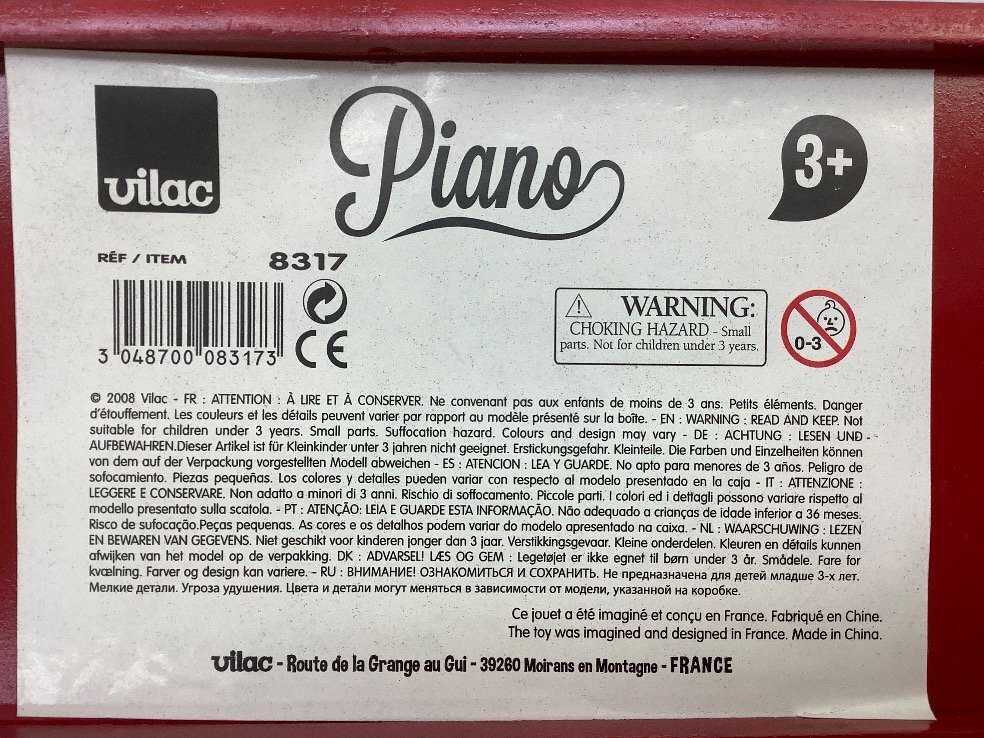 vilac
Piano
3+
RÉF / ITEM 8317
3 048700 083173
CE
⚠ WARNING:
CHOKING HAZARD - Small
parts. Not for children under 3 years.
0-3
© 2008 Vilac - FR : ATTENTION : À LIRE ET À CONSERVER. Ne convenant pas aux enfants de moins de 3 ans. Petits éléments. Danger
d'étouffement. Les couleurs et les détails peuvent varier par rapport au modèle présenté sur la boîte. - EN : WARNING : READ AND KEEP. Not
suitable for children under 3 years. Small parts. Suffocation hazard. Colours and design may vary - DE : ACHTUNG : LESEN UND
AUFBEWAHREN.Dieser Artikel ist für Kleinkinder unter 3 jahren nicht geeignet. Erstickungsgefahr. Kleinteile. Die Farben und Einzelheiten können
von dem auf der Verpackung vorgestellten Modell abweichen - ES : ATENCION : LEA Y GUARDE. No apto para menores de 3 años. Peligro de
sofocamiento. Piezas pequeñas. Los colores y detalles pueden variar con respecto al modelo presentado en la caja - IT : ATTENZIONE :
LEGGERE E CONSERVARE. Non adatto a minori di 3 anni. Rischio di soffocamento. Piccole parti. I colori ed i dettagli possono variare rispetto al
modello presentato sulla scatola. - PT : ATENÇÃO: LEIA E GUARDE ESTA INFORMAÇÃO. Não adequado a crianças de idade inferior a 36 meses.
Risco de sufocação.Peças pequenas. As cores e os detalhos podem variar do modelo apresentado na caixa. - NL : WAARSCHUWING : LEZEN
EN BEWAREN VAN GEGEVENS. Niet geschikt voor kinderen jonger dan 3 jaar. Verstikkingsgevaar. Kleine onderdelen. Kleuren en détails kunnen
afwijken van het model op de verpakking. DK : ADVARSEL! LÆS OG GEM : Legetøjet er ikke egnet til børn under 3 år. Smådele. Fare for
kvælning. Farver og design kan variere. - RU : ВНИМАНИЕ! ОЗНАКОМИТЬСЯ И СОХРАНИТЬ. Не предназначена для детей младше 3-х лет.
Мелкие детали. Угроза удушения. Цвета и детали могут меняться в зависимости от модели, указанной на коробке.
Ce jouet a été imaginé et conçu en France. Fabriqué en Chine.
The toy was imagined and designed in France. Made in China.
vilac - Route de la Grange au Gui - 39260 Moirans en Montagne - FRANCE